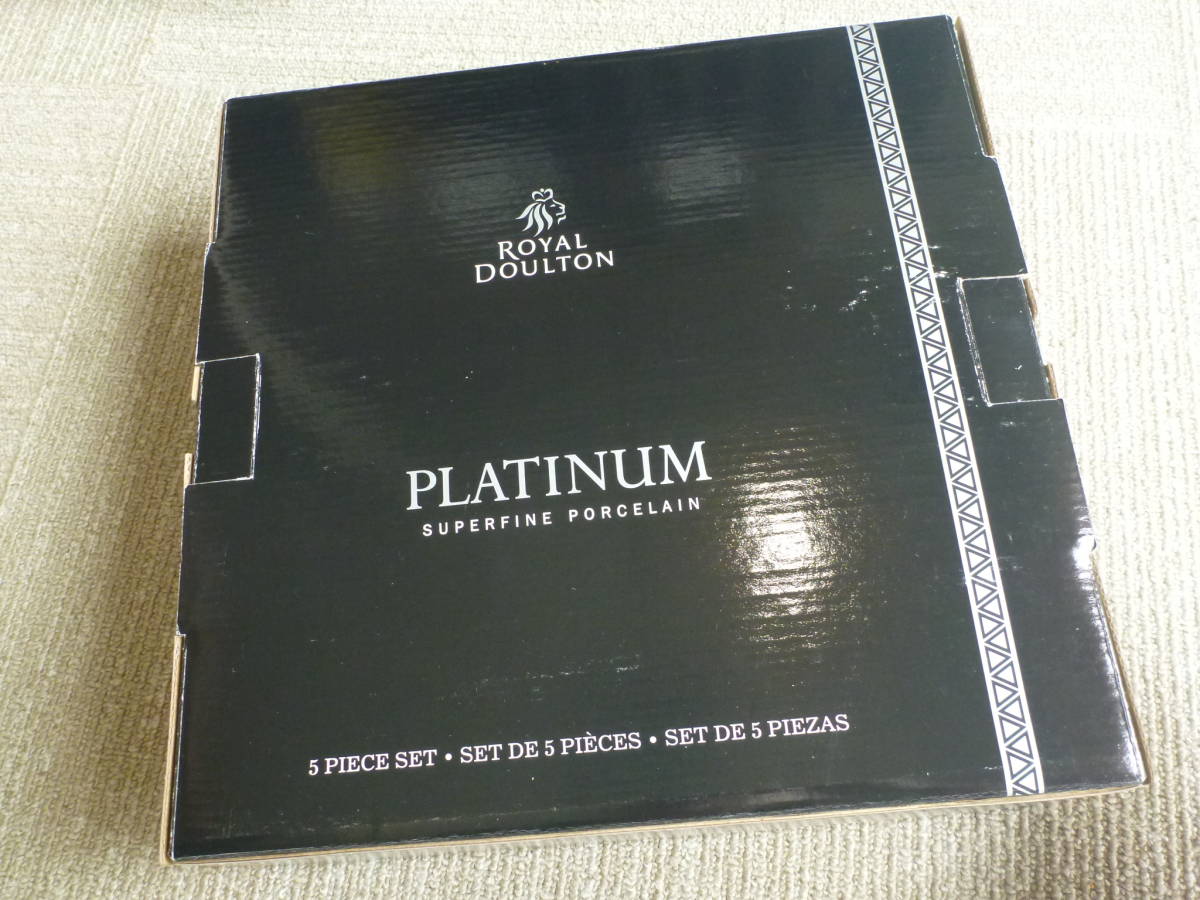 ROYAL
DOULTON
PLATINUM
SUPERFINE PORCELAIN
5 PIECE SET • SET DE 5 PIÈCES • SET DE 5 PIEZAS